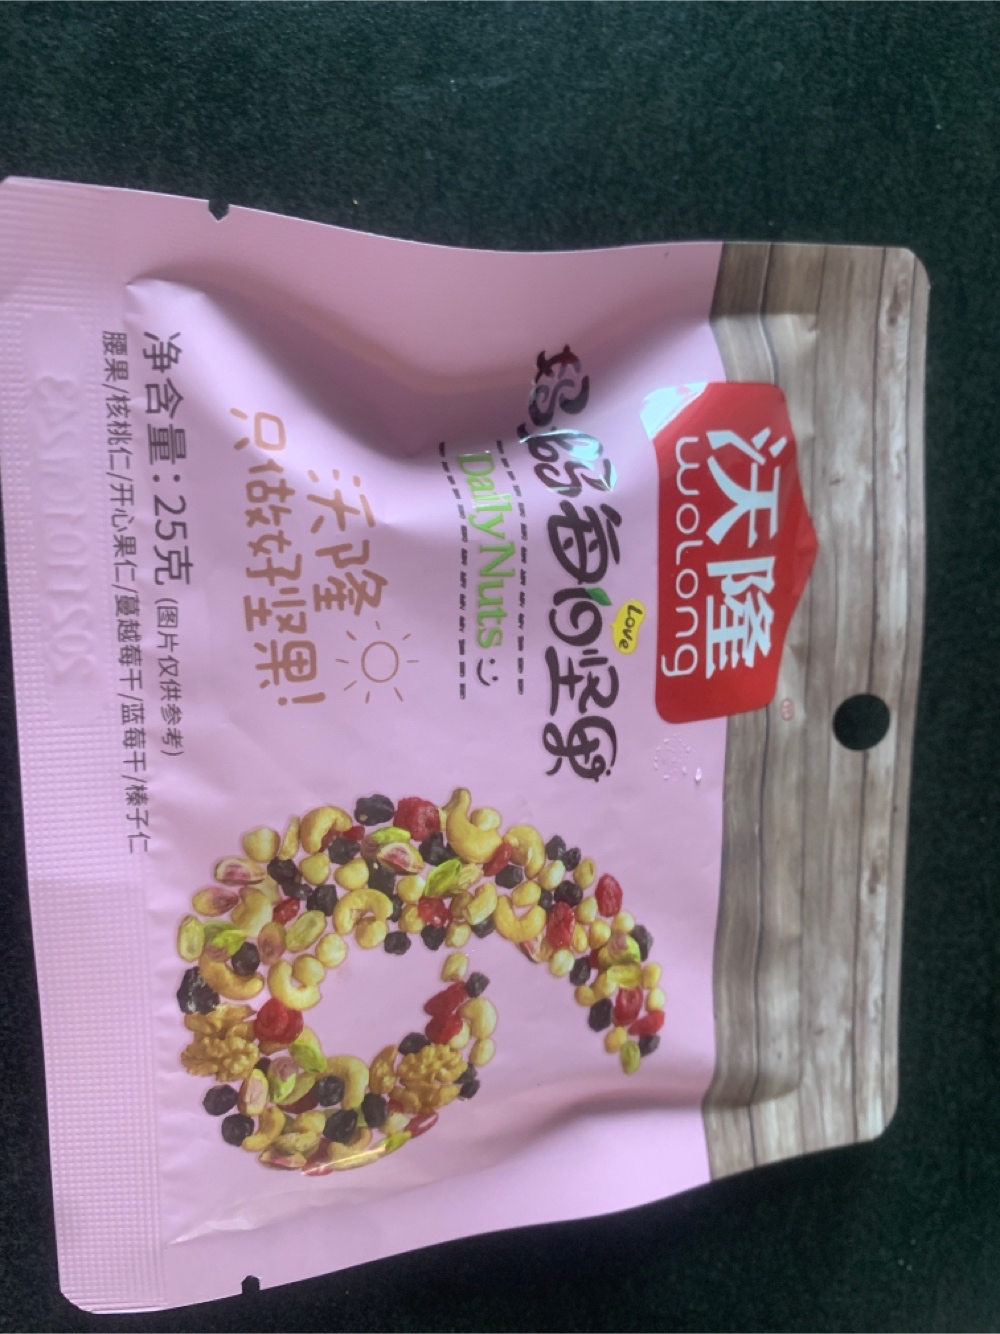 沃隆
WOLONG
love
妈妈每日坚果
Daily Nuts
沃隆
只做好坚果！
净含量：25克 (图片仅供参考)
腰果/核桃仁/开心果仁/蔓越莓干/蓝莓干/榛子仁